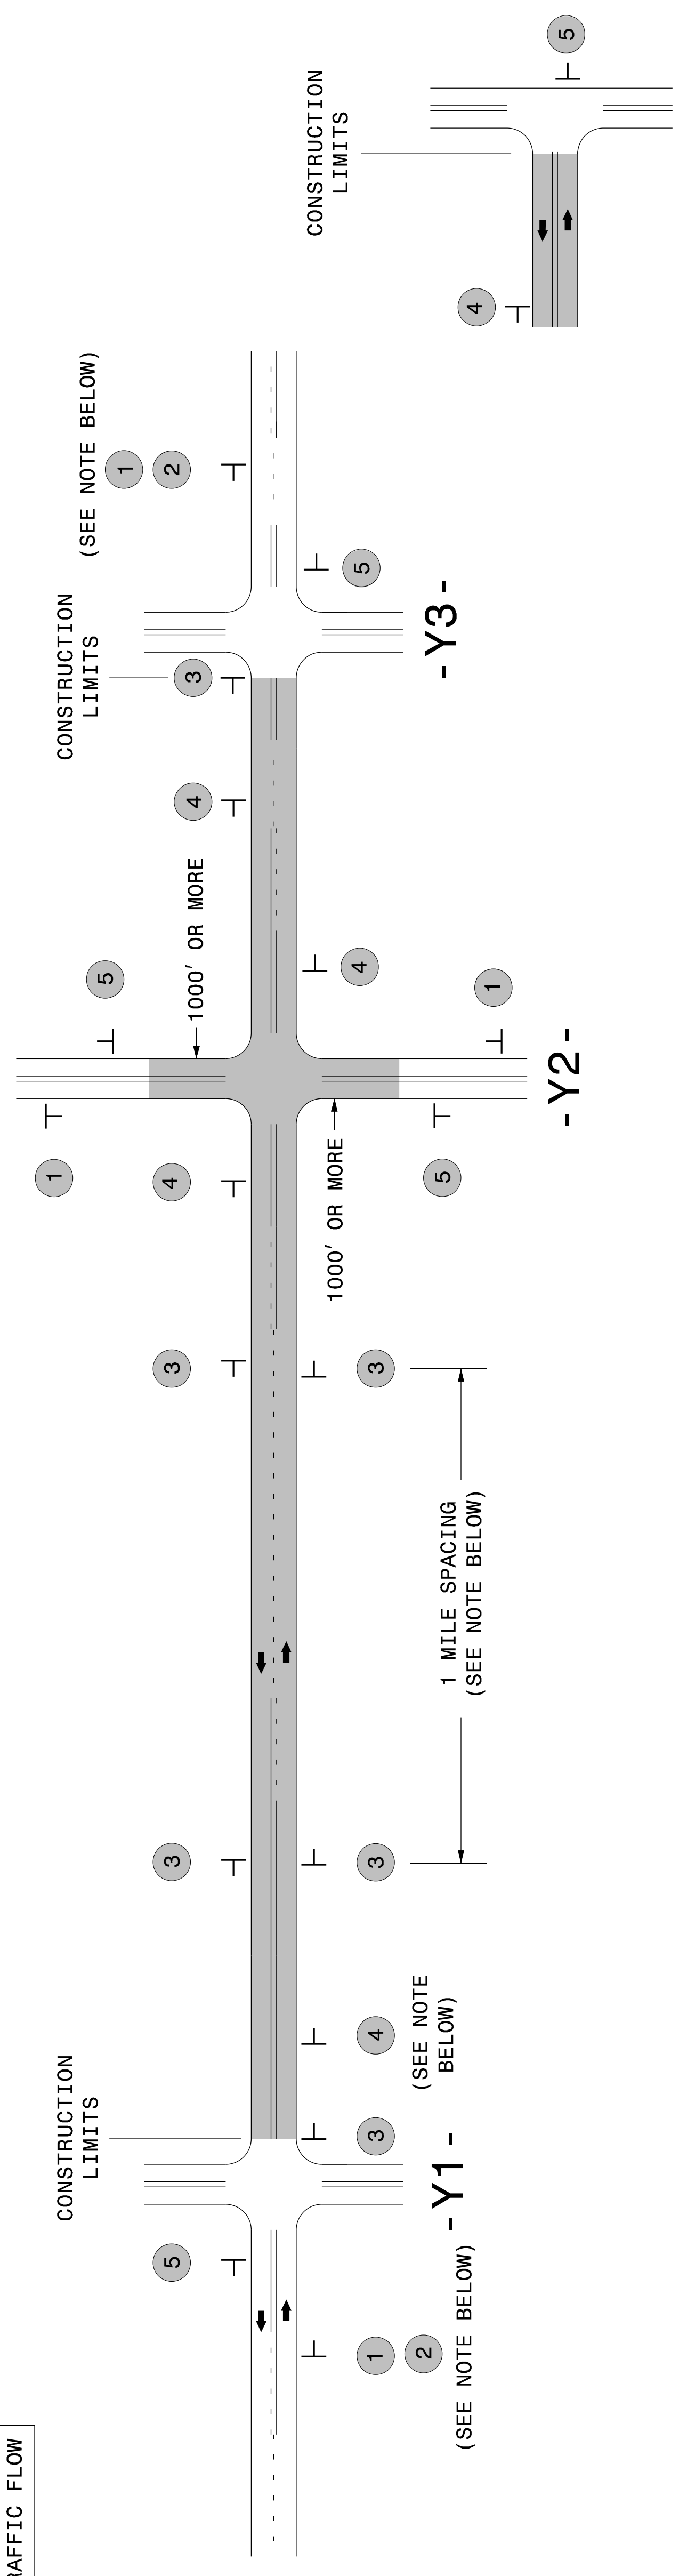 RAFFIC FLOW
(SEE NOTE BELOW)
1
2
5
-Y1-
CONSTRUCTION
LIMITS
3
4
(SEE NOTE
BELOW)
3
3
1 MILE SPACING
(SEE NOTE BELOW)
3
3
4
1
5
1000' OR MORE
-Y2-
5
1
1000' OR MORE
4
4
3
CONSTRUCTION
LIMITS
-Y3-
5
(SEE NOTE BELOW)
1
2
4
CONSTRUCTION
LIMITS
5